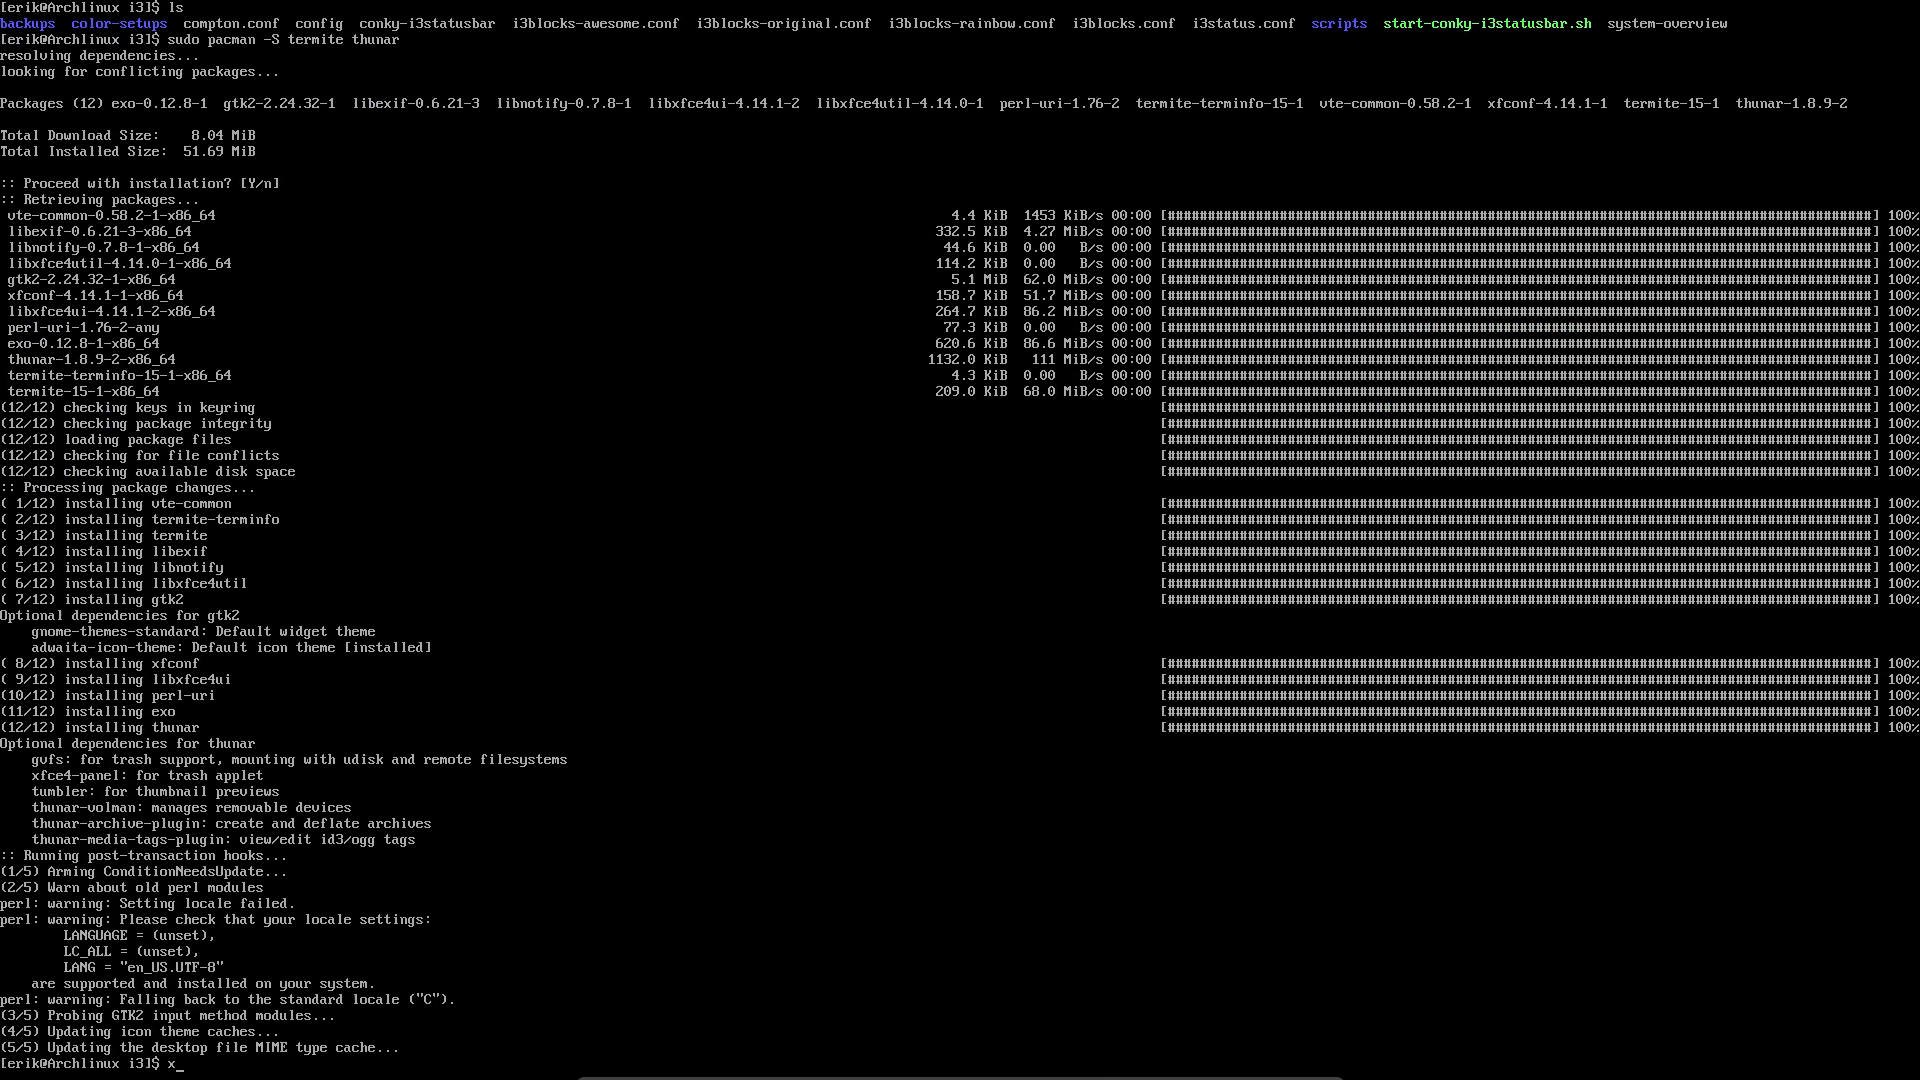 [erik@Archlinux i3]$ ls
backups  color-setups  compton.conf  config  conky-i3statusbar  i3blocks-awesome.conf  i3blocks-original.conf  i3blocks-rainbow.conf  i3blocks.conf  i3status.conf  scripts  start-conky-i3statusbar.sh  system-overview
[erik@Archlinux i3]$ sudo pacman -S termite thunar
resolving dependencies...
looking for conflicting packages...
Packages (12) exo-0.12.8-1  gtk2-2.24.32-1  libexif-0.6.21-3  libnotify-0.7.8-1  libxfce4ui-4.14.1-2  libxfce4util-4.14.0-1  perl-uri-1.76-2  termite-terminfo-15-1  vte-common-0.58.2-1  xfconf-4.14.1-1  termite-15-1  thunar-1.8.9-2
Total Download Size:    8.04 MiB
Total Installed Size:  51.69 MiB
:: Proceed with installation? [Y/n]
:: Retrieving packages...
vte-common-0.58.2-1-x86_64 4.4 KiB 1453 KiB/s 00:00 [########################################################################################] 100%
libexif-0.6.21-3-x86_64 332.5 KiB 4.27 MiB/s 00:00 [########################################################################################] 100%
libnotify-0.7.8-1-x86_64 44.6 KiB 0.00 B/s 00:00 [########################################################################################] 100%
libxfce4util-4.14.0-1-x86_64 114.2 KiB 0.00 B/s 00:00 [########################################################################################] 100%
gtk2-2.24.32-1-x86_64 5.1 MiB 62.0 MiB/s 00:00 [########################################################################################] 100%
xfconf-4.14.1-1-x86_64 158.7 KiB 51.7 MiB/s 00:00 [########################################################################################] 100%
libxfce4ui-4.14.1-2-x86_64 264.7 KiB 86.2 MiB/s 00:00 [########################################################################################] 100%
perl-uri-1.76-2-any 77.3 KiB 0.00 B/s 00:00 [########################################################################################] 100%
exo-0.12.8-1-x86_64 620.6 KiB 86.6 MiB/s 00:00 [########################################################################################] 100%
thunar-1.8.9-2-x86_64 1132.0 KiB 111 MiB/s 00:00 [########################################################################################] 100%
termite-terminfo-15-1-x86_64 4.3 KiB 0.00 B/s 00:00 [########################################################################################] 100%
termite-15-1-x86_64 209.0 KiB 68.0 MiB/s 00:00 [########################################################################################] 100%
(12/12) checking keys in keyring [########################################################################################] 100%
(12/12) checking package integrity [########################################################################################] 100%
(12/12) loading package files [########################################################################################] 100%
(12/12) checking for file conflicts [########################################################################################] 100%
(12/12) checking available disk space [########################################################################################] 100%
:: Processing package changes...
( 1/12) installing vte-common [########################################################################################] 100%
( 2/12) installing termite-terminfo [########################################################################################] 100%
( 3/12) installing termite [########################################################################################] 100%
( 4/12) installing libexif [########################################################################################] 100%
( 5/12) installing libnotify [########################################################################################] 100%
( 6/12) installing libxfce4util [########################################################################################] 100%
( 7/12) installing gtk2 [########################################################################################] 100%
Optional dependencies for gtk2
    gnome-themes-standard: Default widget theme
    adwaita-icon-theme: Default icon theme [installed]
( 8/12) installing xfconf [########################################################################################] 100%
( 9/12) installing libxfce4ui [########################################################################################] 100%
(10/12) installing perl-uri [########################################################################################] 100%
(11/12) installing exo [########################################################################################] 100%
(12/12) installing thunar [########################################################################################] 100%
Optional dependencies for thunar
    gvfs: for trash support, mounting with udisk and remote filesystems
    xfce4-panel: for trash applet
    tumbler: for thumbnail previews
    thunar-volman: manages removable devices
    thunar-archive-plugin: create and deflate archives
    thunar-media-tags-plugin: view/edit id3/ogg tags
:: Running post-transaction hooks...
(1/5) Arming ConditionNeedsUpdate...
(2/5) Warn about old perl modules
perl: warning: Setting locale failed.
perl: warning: Please check that your locale settings:
        LANGUAGE = (unset),
        LC_ALL = (unset),
        LANG = "en_US.UTF-8"
    are supported and installed on your system.
perl: warning: Falling back to the standard locale ("C").
(3/5) Probing GTK2 input method modules...
(4/5) Updating icon theme caches...
(5/5) Updating the desktop file MIME type cache...
[erik@Archlinux i3]$ x_